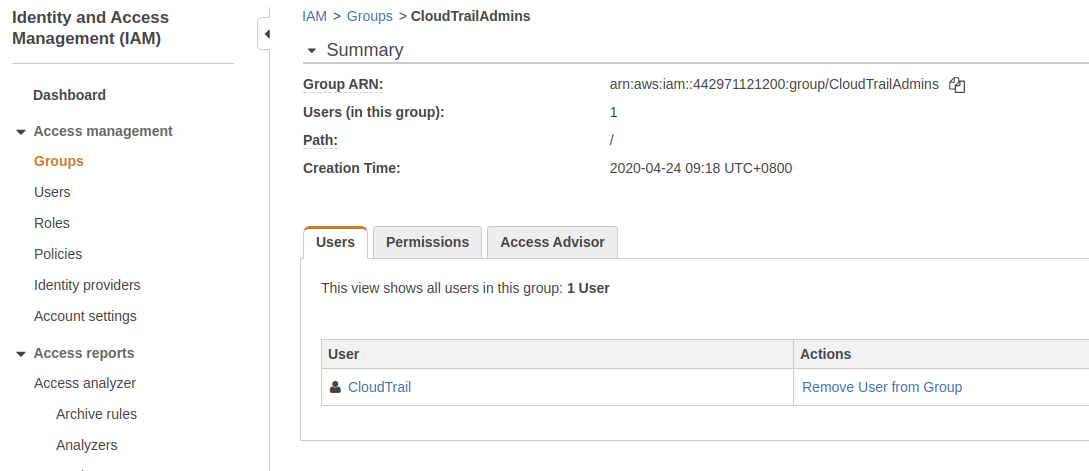 Identity and Access
Management (IAM)
Dashboard
Access management
Groups
Users
Roles
Policies
Identity providers
Account settings
Access reports
Access analyzer
Archive rules
Analyzers
IAM > Groups > CloudTrailAdmins
Summary
Group ARN: arn:aws:iam::442971121200:group/CloudTrailAdmins
Users (in this group): 1
Path: /
Creation Time: 2020-04-24 09:18 UTC+0800
Users Permissions Access Advisor
This view shows all users in this group: 1 User
User Actions
CloudTrail Remove User from Group